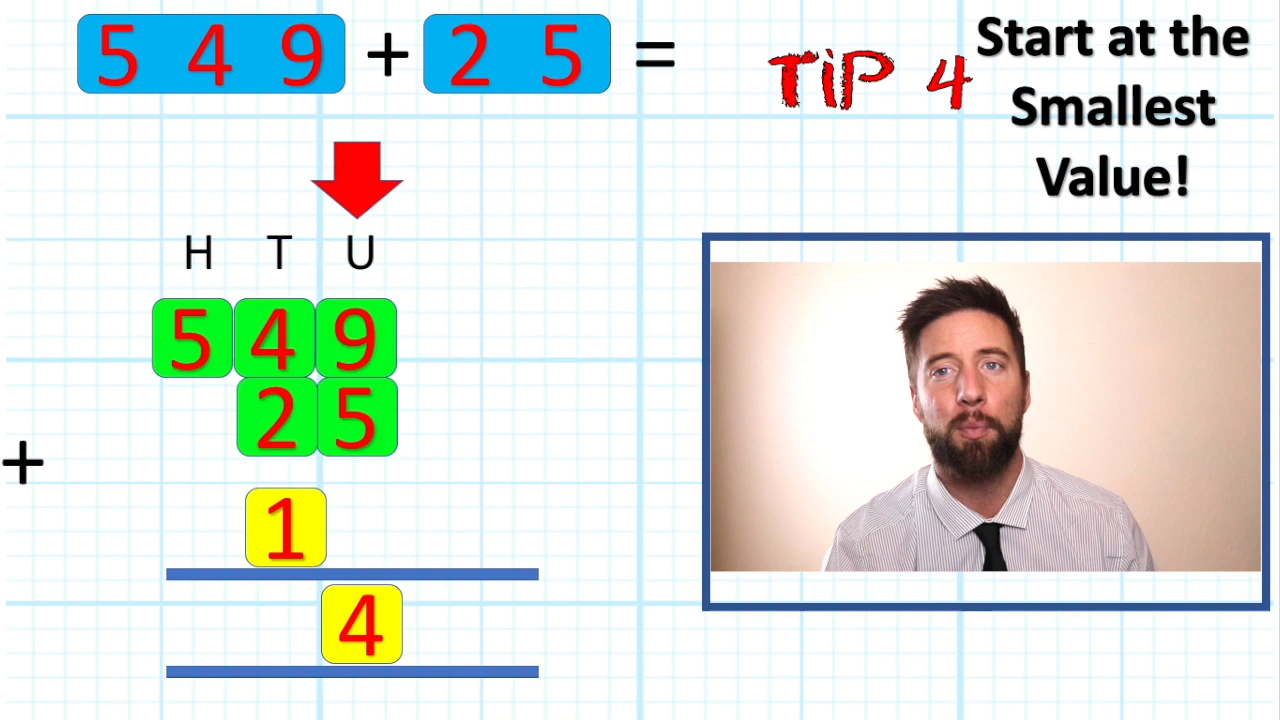 5 4 9 + 2 5 =
TiP 4
Start at the
Smallest
Value!
H T U
5 4 9
2 5
+
1
4